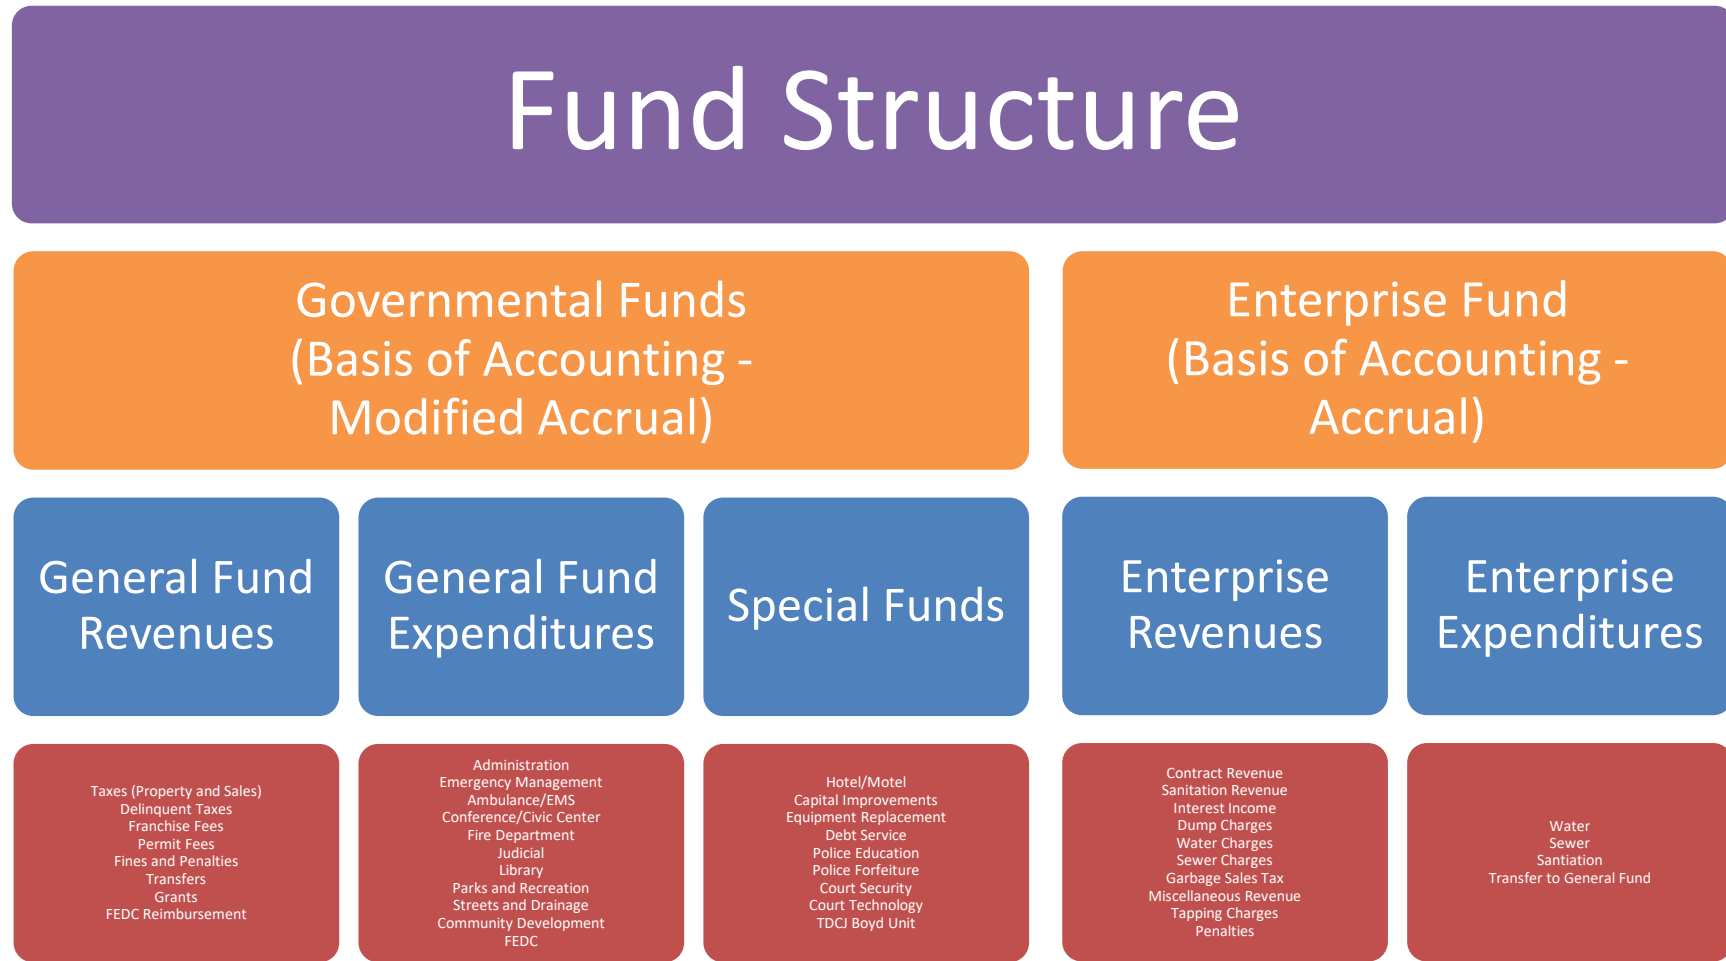 Fund Structure
Governmental Funds
(Basis of Accounting -
Modified Accrual)
Enterprise Fund
(Basis of Accounting -
Accrual)
General Fund
Revenues
General Fund
Expenditures
Special Funds
Enterprise
Revenues
Enterprise
Expenditures
Taxes (Property and Sales)
Delinquent Taxes
Franchise Fees
Permit Fees
Fines and Penalties
Transfers
Grants
FEDC Reimbursement
Administration
Emergency Management
Ambulance/EMS
Conference/Civic Center
Fire Department
Judicial
Library
Parks and Recreation
Streets and Drainage
Community Development
FEDC
Hotel/Motel
Capital Improvements
Equipment Replacement
Debt Service
Police Education
Police Forfeiture
Court Security
Court Technology
TDCJ Boyd Unit
Contract Revenue
Sanitation Revenue
Interest Income
Dump Charges
Water Charges
Sewer Charges
Garbage Sales Tax
Miscellaneous Revenue
Tapping Charges
Penalties
Water
Sewer
Santiation
Transfer to General Fund